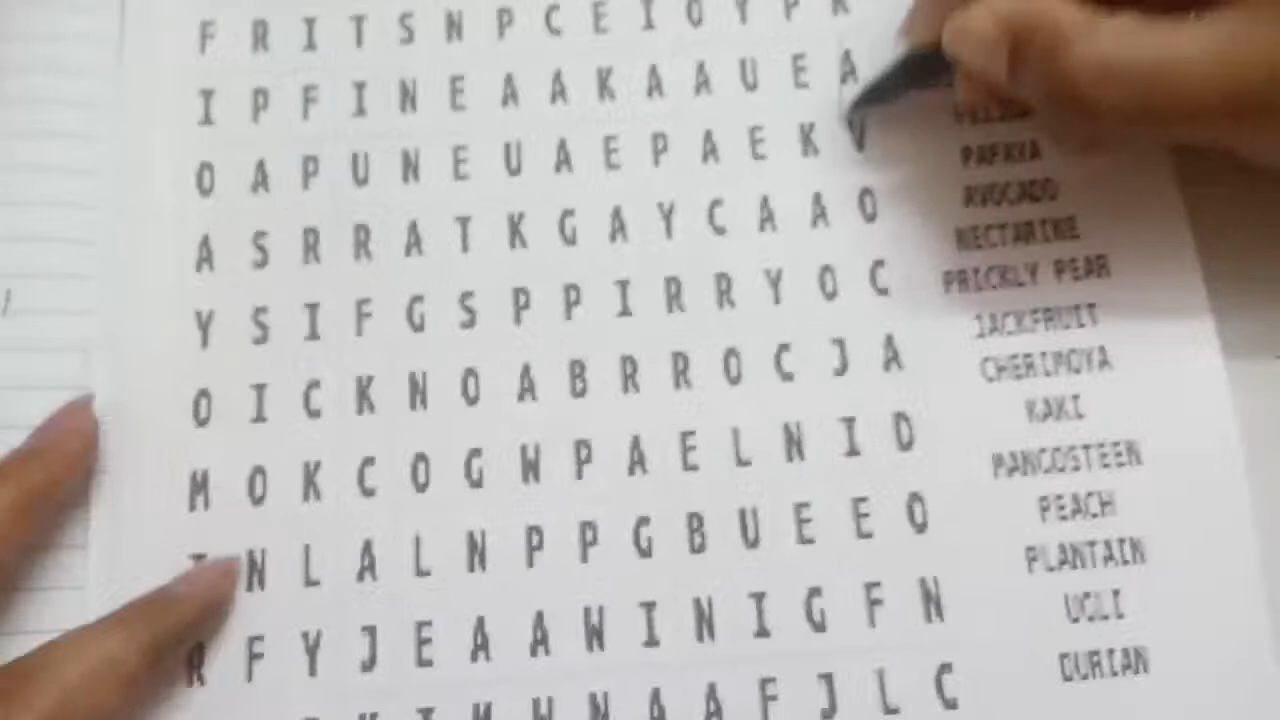 F R I T S N P C E I O Y P R
I P F I N E A A K A A U E A
O A P U N E U A E P A E K V
A S R R A T K G A Y C A A O
Y S I F G S P P I R R Y O C
O I C K N O A B R R O C J A
M O K C O G W P A E L N I D
N L A L N P P G B U E E O
R F Y J E A A W I N I G F N
W N A A F J L C
PAPAYA
AVOCADO
NECTARINE
PRICKLY PEAR
JACKFRUIT
CHERIMOYA
KAKI
MANGOSTEEN
PEACH
PLANTAIN
UGLI
DURIAN